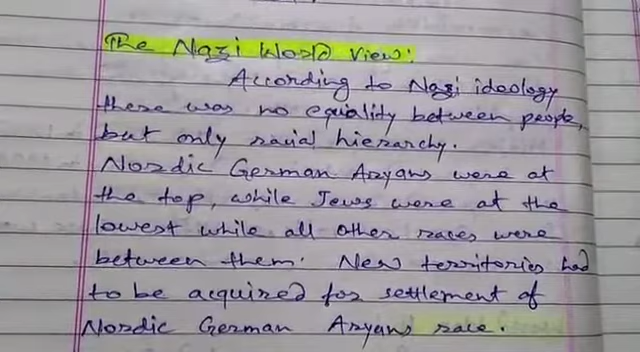 The Nazi World View:
According to Nazi ideology
there was no equality between people,
but only racial hierarchy.
Nordic German Aryans were at
the top, while Jews were at the
lowest while all other races were
between them. New territories had
to be acquired for settlement of
Nordic German Aryans race.